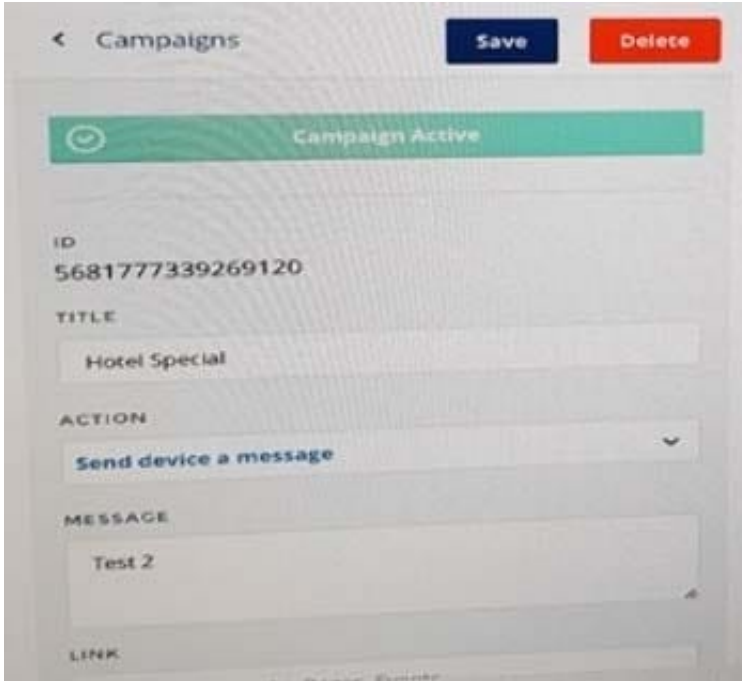 Campaigns
Save
Delete
Campaign Active
ID
5681777339269120
TITLE
Hotel Special
ACTION
Send device a message
MESSAGE
Test 2
LINK